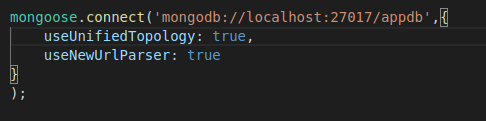 mongoose.connect('mongodb://localhost:27017/appdb',{
    useUnifiedTopology: true,
    useNewUrlParser: true
}
);